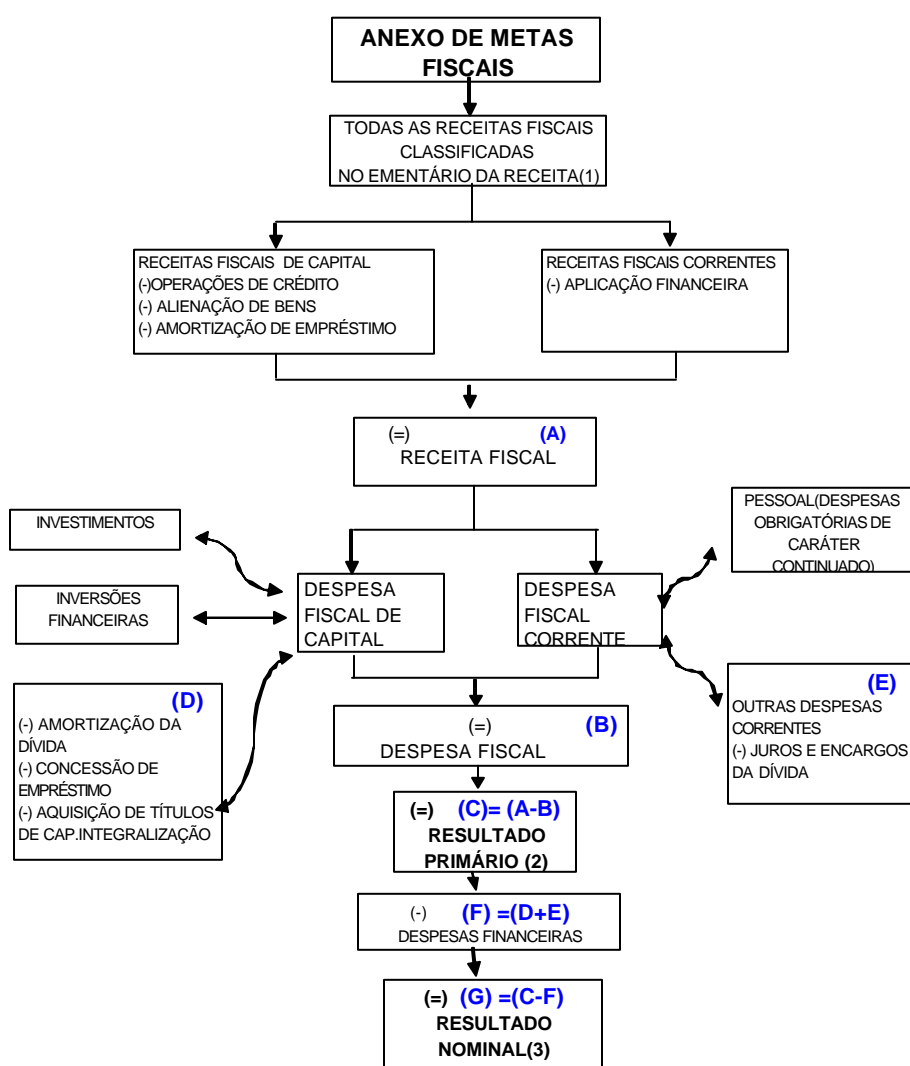 ANEXO DE METAS
FISCAIS
TODAS AS RECEITAS FISCAIS
CLASSIFICADAS
NO EMENTÁRIO DA RECEITA(1)
RECEITAS FISCAIS DE CAPITAL
(-)OPERAÇÕES DE CRÉDITO
(-) ALIENAÇÃO DE BENS
(-) AMORTIZAÇÃO DE EMPRÉSTIMO
RECEITAS FISCAIS CORRENTES
(-) APLICAÇÃO FINANCEIRA
(=) (A)
RECEITA FISCAL
INVESTIMENTOS
INVERSÕES
FINANCEIRAS
DESPESA
FISCAL DE
CAPITAL
DESPESA
FISCAL
CORRENTE
PESSOAL(DESPESAS
OBRIGATÓRIAS DE
CARÁTER
CONTINUADO)
(D)
(-) AMORTIZAÇÃO DA
DÍVIDA
(-) CONCESSÃO DE
EMPRÉSTIMO
(-) AQUISIÇÃO DE TÍTULOS
DE CAP.INTEGRALIZAÇÃO
(E)
OUTRAS DESPESAS
CORRENTES
(-) JUROS E ENCARGOS
DA DÍVIDA
(=) (B)
DESPESA FISCAL
(=) (C)= (A-B)
RESULTADO
PRIMÁRIO (2)
(-) (F) =(D+E)
DESPESAS FINANCEIRAS
(=) (G) =(C-F)
RESULTADO
NOMINAL(3)